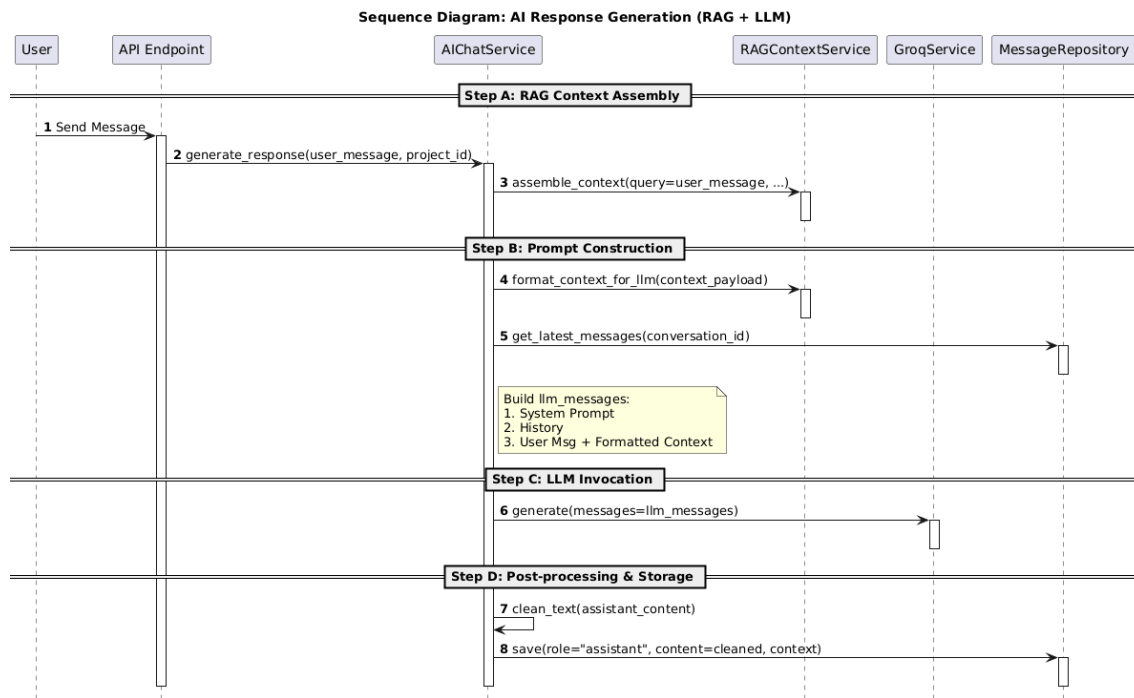 Sequence Diagram: AI Response Generation (RAG + LLM)
User
API Endpoint
AIChatService
RAGContextService
GroqService
MessageRepository
Step A: RAG Context Assembly
1 Send Message
2 generate_response(user_message, project_id)
3 assemble_context(query=user_message, ...)
Step B: Prompt Construction
4 format_context_for_llm(context_payload)
5 get_latest_messages(conversation_id)
Build llm_messages:
1. System Prompt
2. History
3. User Msg + Formatted Context
Step C: LLM Invocation
6 generate(messages=llm_messages)
Step D: Post-processing & Storage
7 clean_text(assistant_content)
8 save(role="assistant", content=cleaned, context)